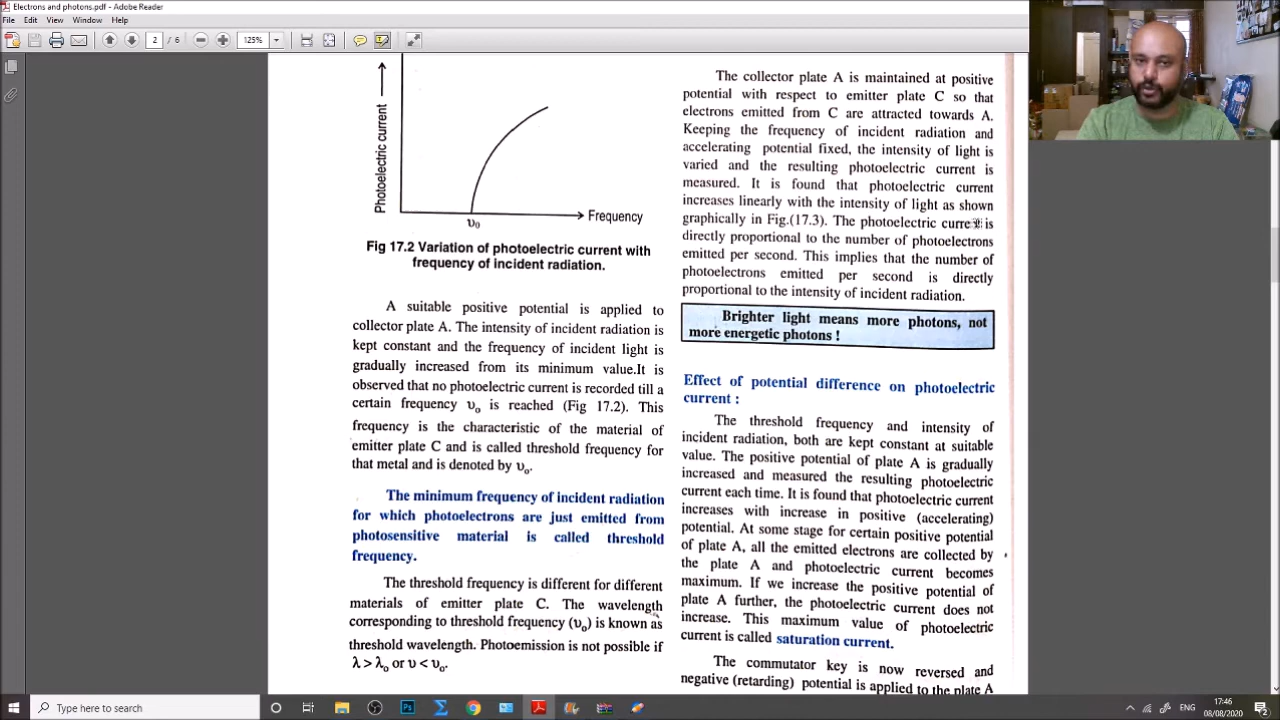 Electrons and photons.pdf - Adobe Reader
File Edit View Window Help
2 / 6 125%
Photoelectric current
Frequency
υ₀
Fig 17.2 Variation of photoelectric current with
frequency of incident radiation.
A suitable positive potential is applied to
collector plate A. The intensity of incident radiation is
kept constant and the frequency of incident light is
gradually increased from its minimum value.It is
observed that no photoelectric current is recorded till a
certain frequency υₒ is reached (Fig 17.2). This
frequency is the characteristic of the material of
emitter plate C and is called threshold frequency for
that metal and is denoted by υₒ.
The minimum frequency of incident radiation
for which photoelectrons are just emitted from
photosensitive material is called threshold
frequency.
The threshold frequency is different for different
materials of emitter plate C. The wavelength
corresponding to threshold frequency (υₒ) is known as
threshold wavelength. Photoemission is not possible if
λ > λₒ or υ < υₒ.
The collector plate A is maintained at positive
potential with respect to emitter plate C so that
electrons emitted from C are attracted towards A.
Keeping the frequency of incident radiation and
accelerating potential fixed, the intensity of light is
varied and the resulting photoelectric current is
measured. It is found that photoelectric current
increases linearly with the intensity of light as shown
graphically in Fig.(17.3). The photoelectric current is
directly proportional to the number of photoelectrons
emitted per second. This implies that the number of
photoelectrons emitted per second is directly
proportional to the intensity of incident radiation.
Brighter light means more photons, not
more energetic photons !
Effect of potential difference on photoelectric
current :
The threshold frequency and intensity of
incident radiation, both are kept constant at suitable
value. The positive potential of plate A is gradually
increased and measured the resulting photoelectric
current each time. It is found that photoelectric current
increases with increase in positive (accelerating)
potential. At some stage for certain positive potential
of plate A, all the emitted electrons are collected by
the plate A and photoelectric current becomes
maximum. If we increase the positive potential of
plate A further, the photoelectric current does not
increase. This maximum value of photoelectric
current is called saturation current.
The commutator key is now reversed and
negative (retarding) potential is applied to the plate A
Type here to search
ENG
17:46
08/08/2020
2